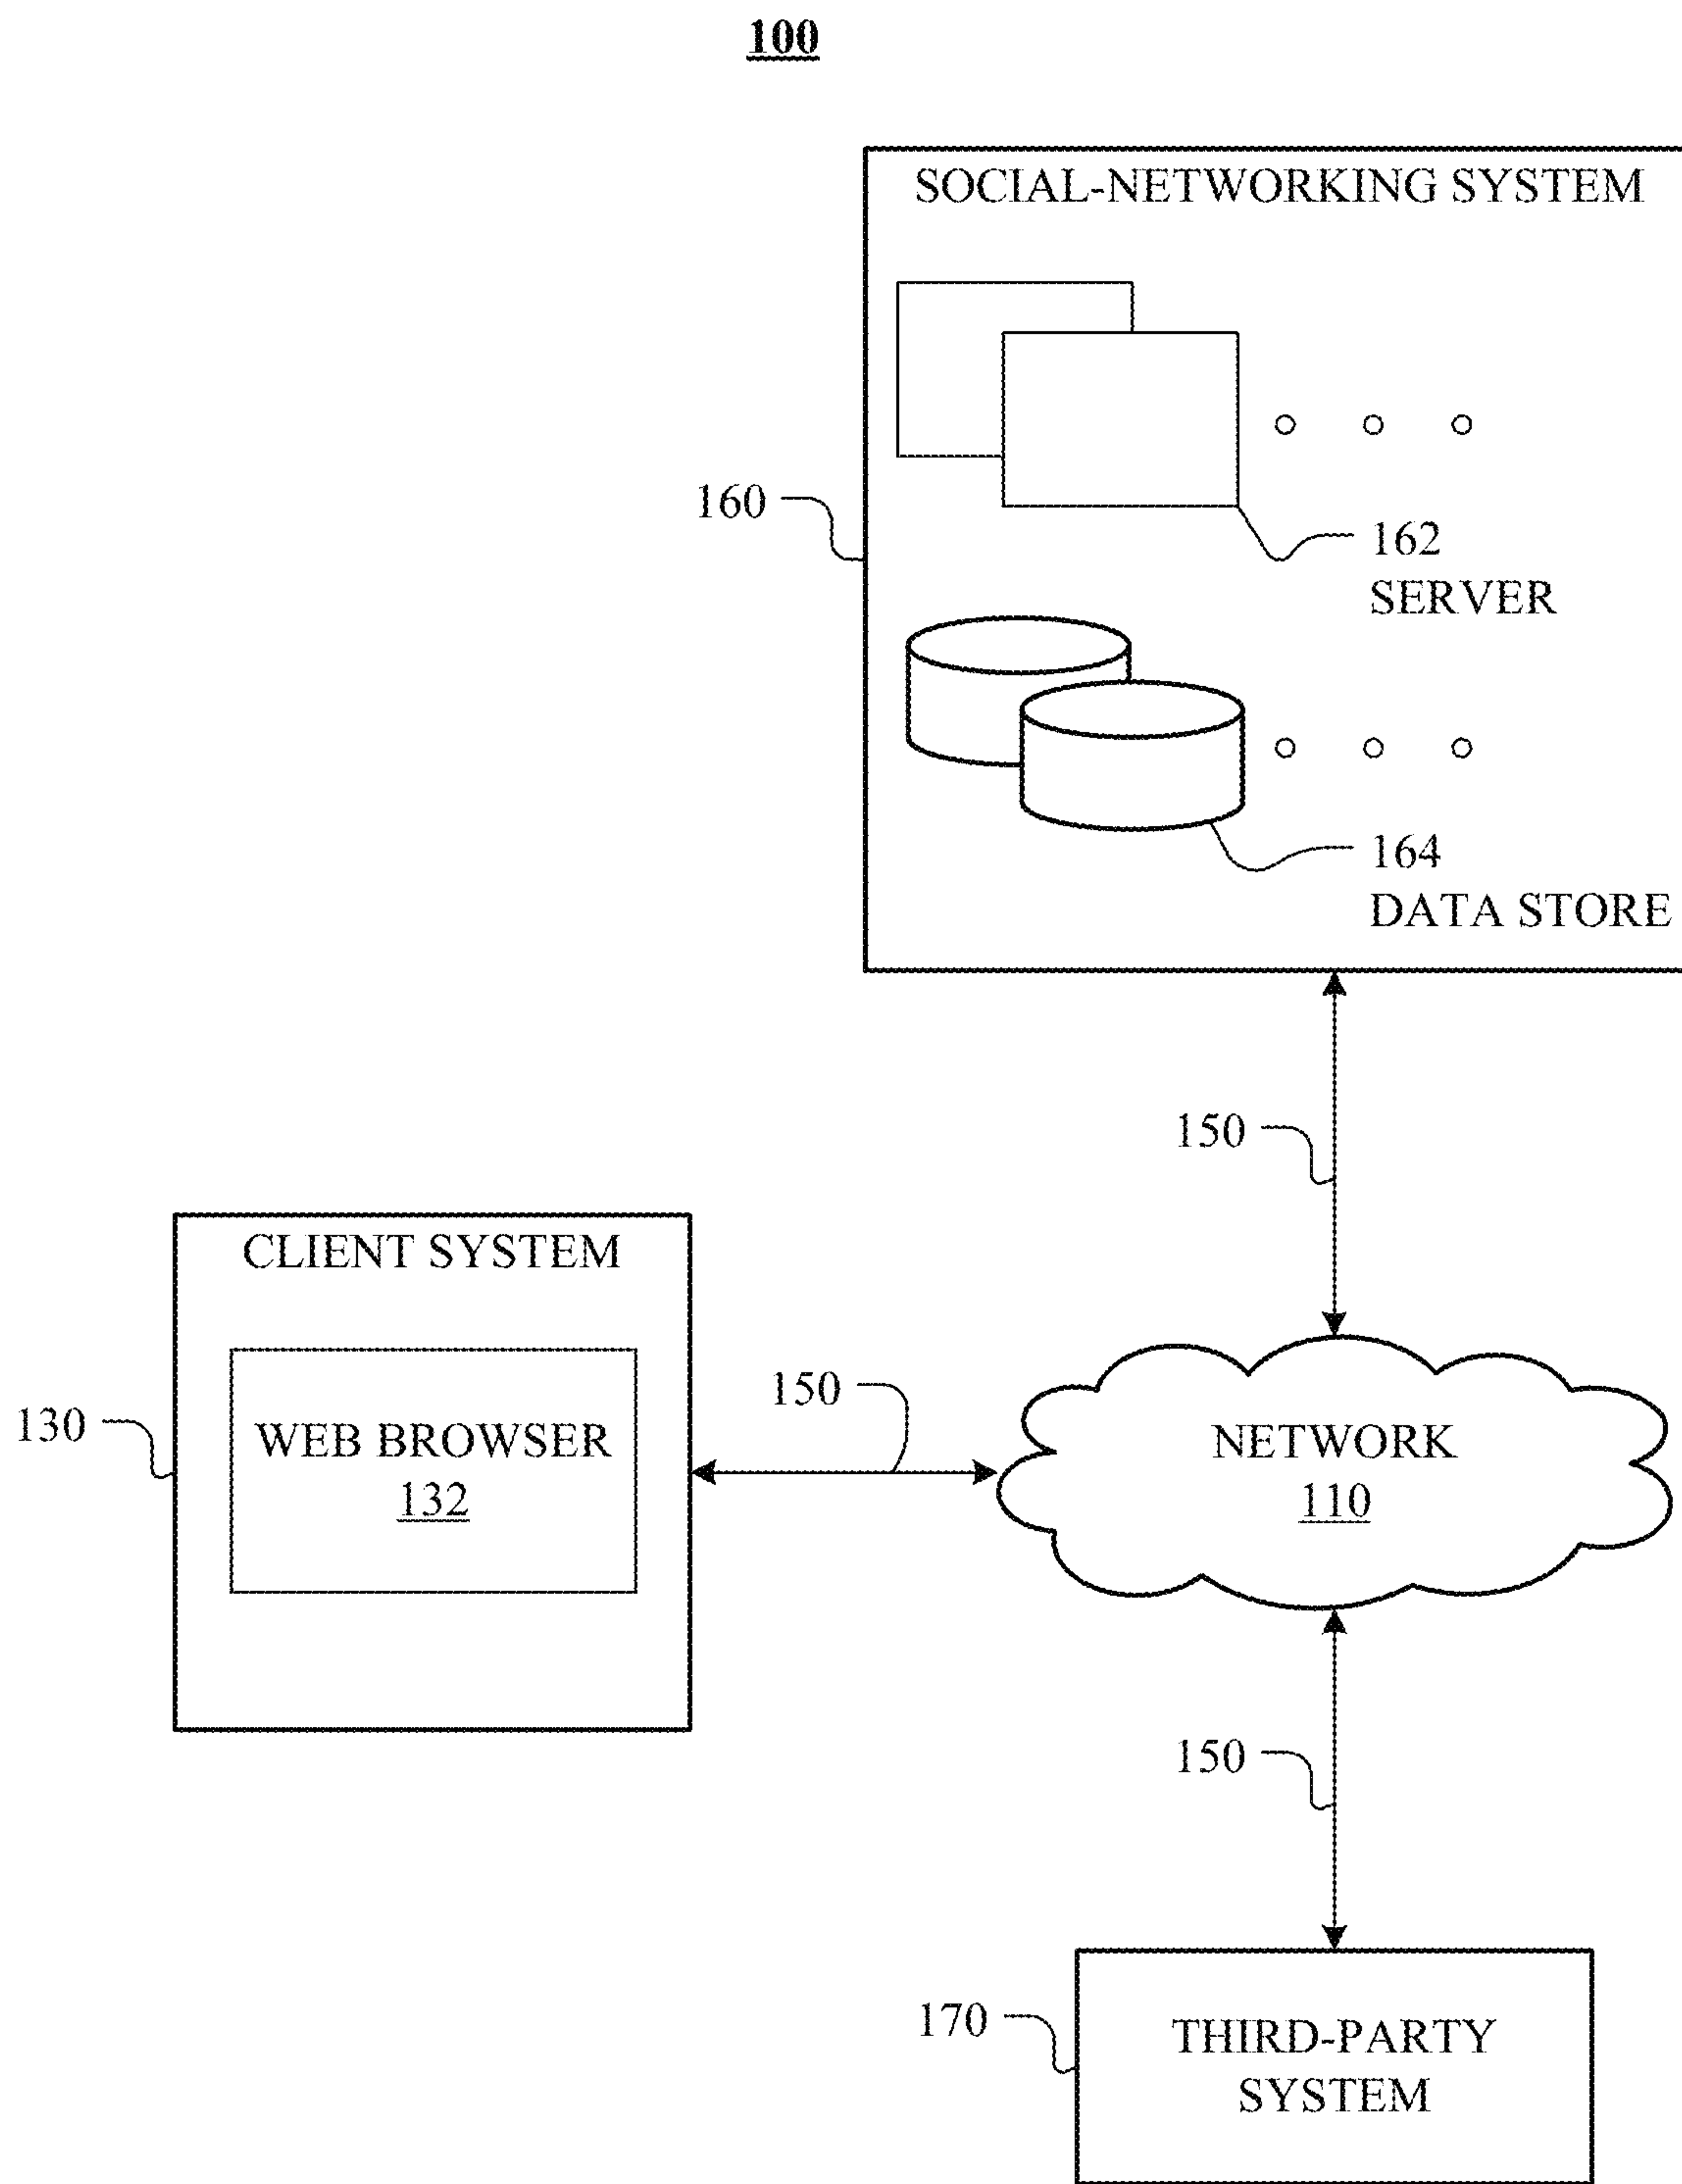 100
SOCIAL-NETWORKING SYSTEM
160
162
SERVER
164
DATA STORE
150
CLIENT SYSTEM
130
WEB BROWSER
132
150
NETWORK
110
150
170
THIRD-PARTY
SYSTEM